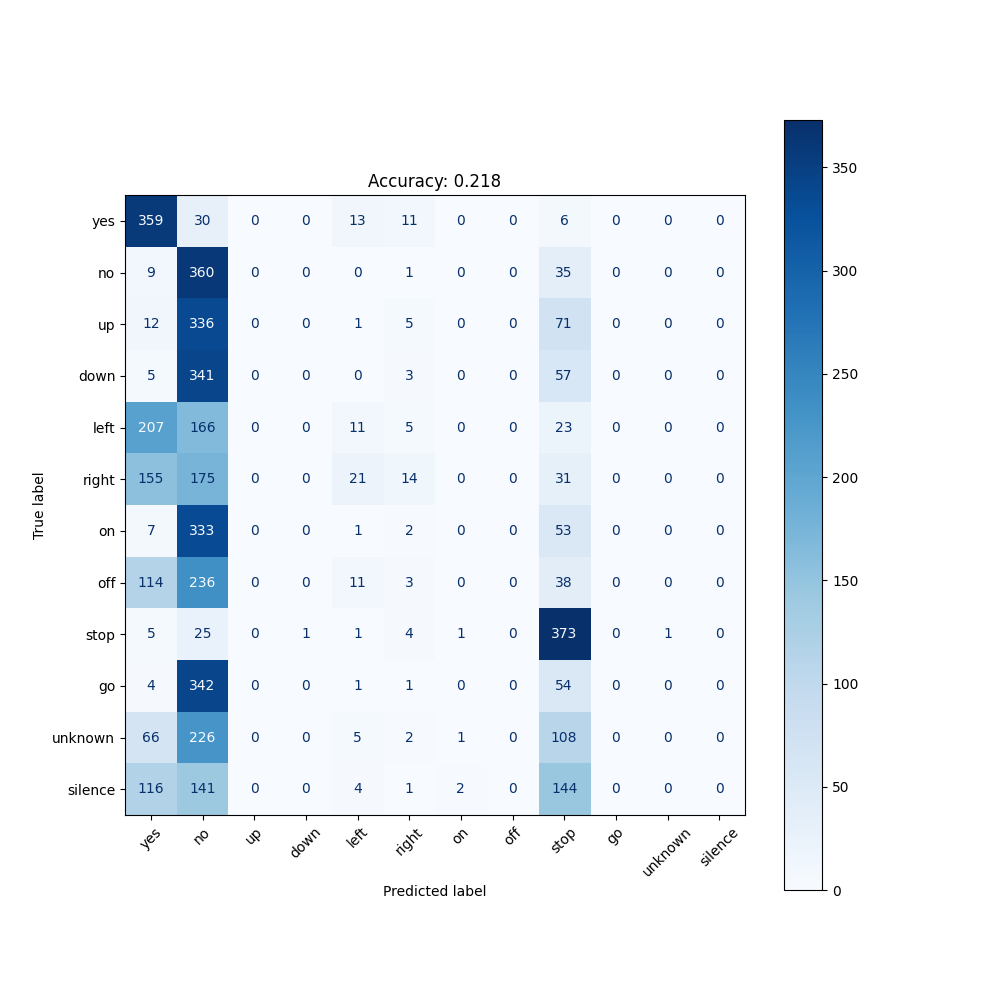 Accuracy: 0.218
yes 359 30 0 0 13 11 0 0 6 0 0 0
no 9 360 0 0 0 1 0 0 35 0 0 0
up 12 336 0 0 1 5 0 0 71 0 0 0
down 5 341 0 0 0 3 0 0 57 0 0 0
left 207 166 0 0 11 5 0 0 23 0 0 0
right 155 175 0 0 21 14 0 0 31 0 0 0
on 7 333 0 0 1 2 0 0 53 0 0 0
off 114 236 0 0 11 3 0 0 38 0 0 0
stop 5 25 0 1 1 4 1 0 373 0 1 0
go 4 342 0 0 1 1 0 0 54 0 0 0
unknown 66 226 0 0 5 2 1 0 108 0 0 0
silence 116 141 0 0 4 1 2 0 144 0 0 0
yes no up down left right on off stop go unknown silence
Predicted label
True label
350
300
250
200
150
100
50
0